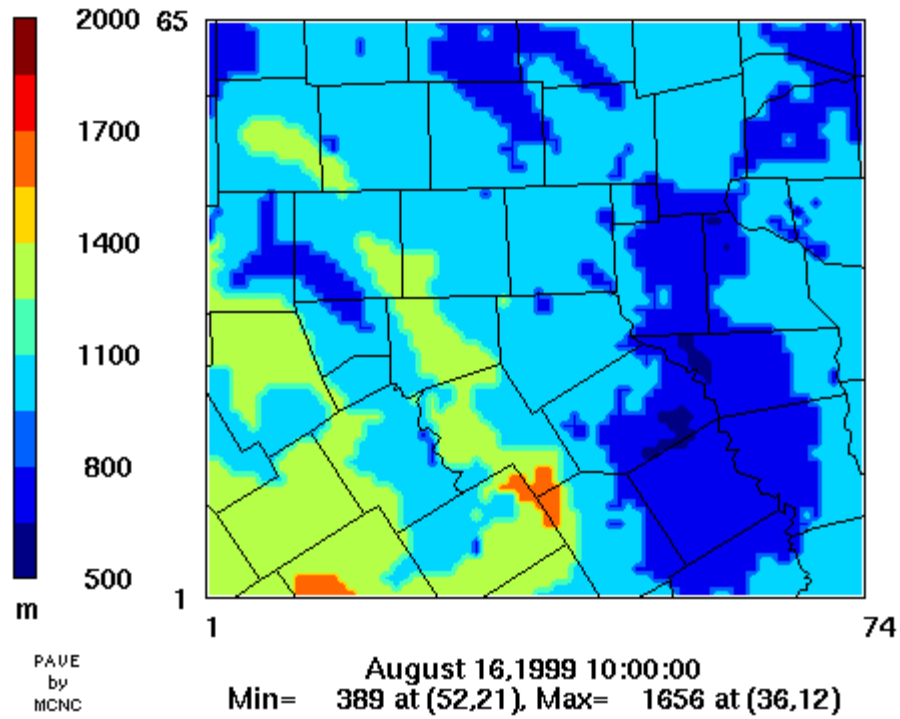 2000
1700
1400
1100
800
500
m
65
1
1
74
PAVE
by
MCNC
August 16,1999 10:00:00
Min= 389 at (52,21), Max= 1656 at (36,12)